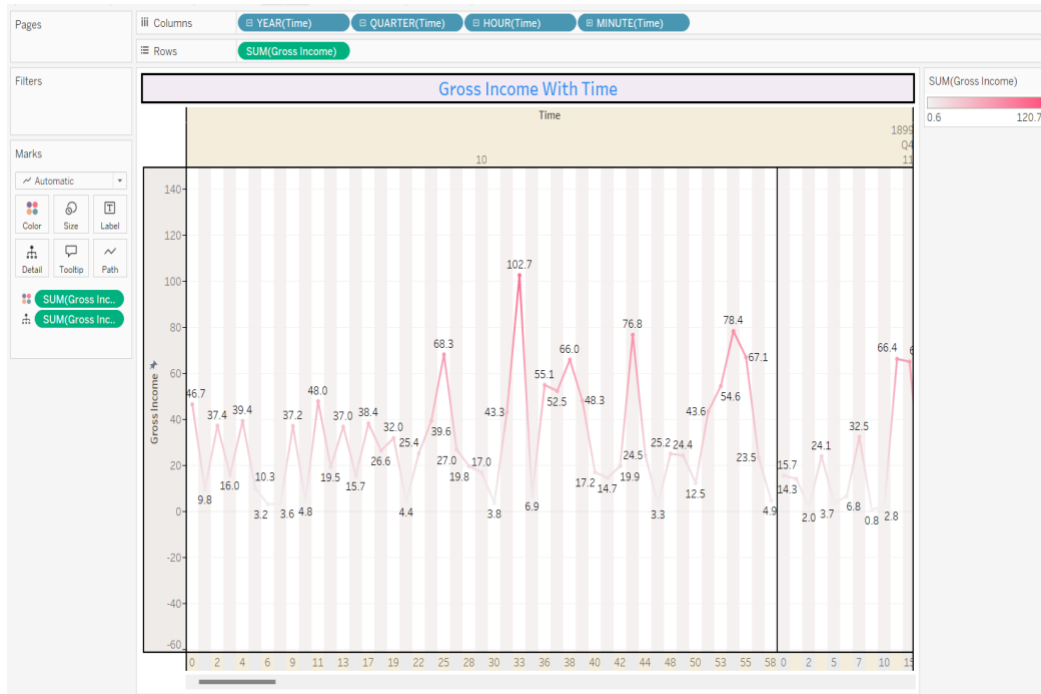 Pages
Columns
YEAR(Time)
QUARTER(Time)
HOUR(Time)
MINUTE(Time)
Rows
SUM(Gross Income)
Filters
Marks
Automatic
Color
Size
Label
Detail
Tooltip
Path
SUM(Gross Inc..
SUM(Gross Inc..
Gross Income With Time
Time
1899
Q4
10
11
Gross Income
140
120
100
80
60
40
20
0
-20
-40
-60
46.7
9.8
37.4
16.0
39.4
10.3
3.2
3.6
37.2
4.8
48.0
19.5
37.0
15.7
38.4
26.6
32.0
4.4
25.4
39.6
68.3
27.0
19.8
17.0
3.8
43.3
102.7
6.9
55.1
52.5
66.0
48.3
17.2
14.7
19.9
76.8
24.5
3.3
25.2
24.4
12.5
43.6
54.6
78.4
67.1
23.5
4.9
15.7
14.3
2.0
24.1
3.7
6.8
32.5
0.8
2.8
66.4
0 2 4 6 9 11 13 17 19 22 25 28 30 33 36 38 40 42 44 48 50 53 55 58 0 2 5 7 10 15
SUM(Gross Income)
0.6 120.7